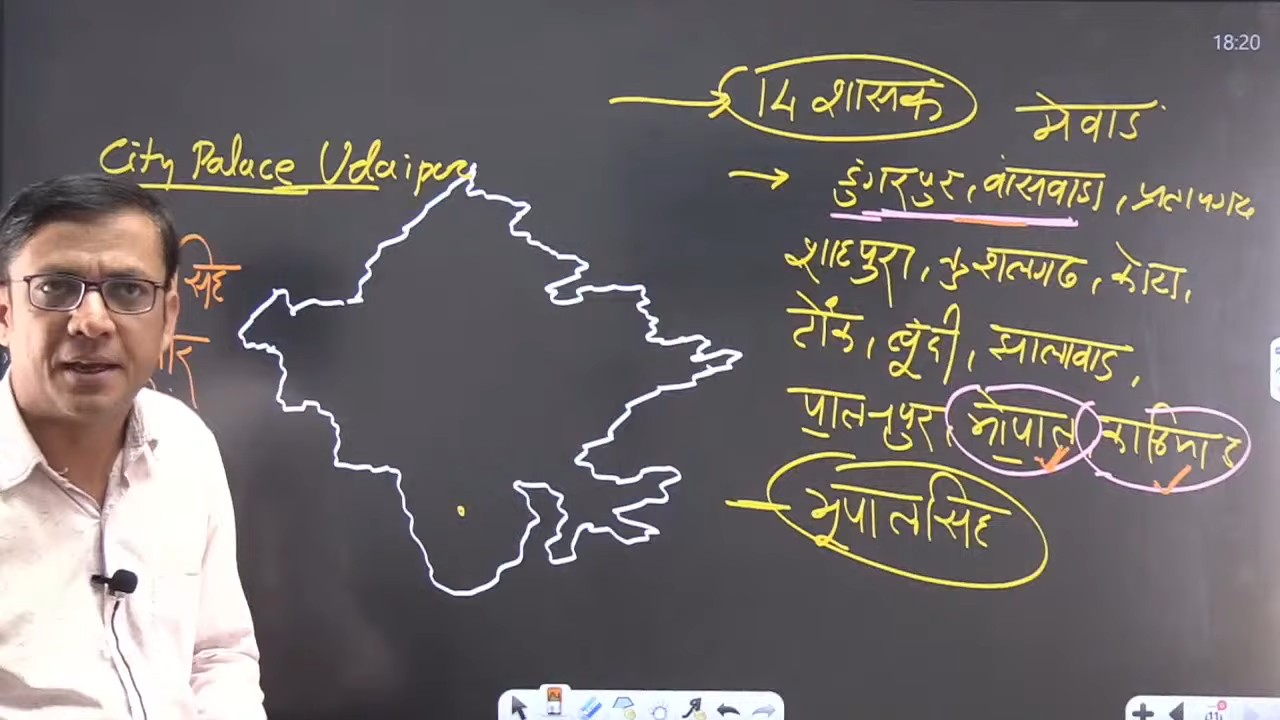 18:20
14 शासक मेवाड
City Palace Udaipur
डुंगरपुर, वांसवाडा, प्रतापगढ
सिंह
शाहपुरा, कुशलगढ, कोटा,
टोंक, बूंदी, झालावाड,
पालनपुर, भोपाल काठियाड
भूपालसिंह